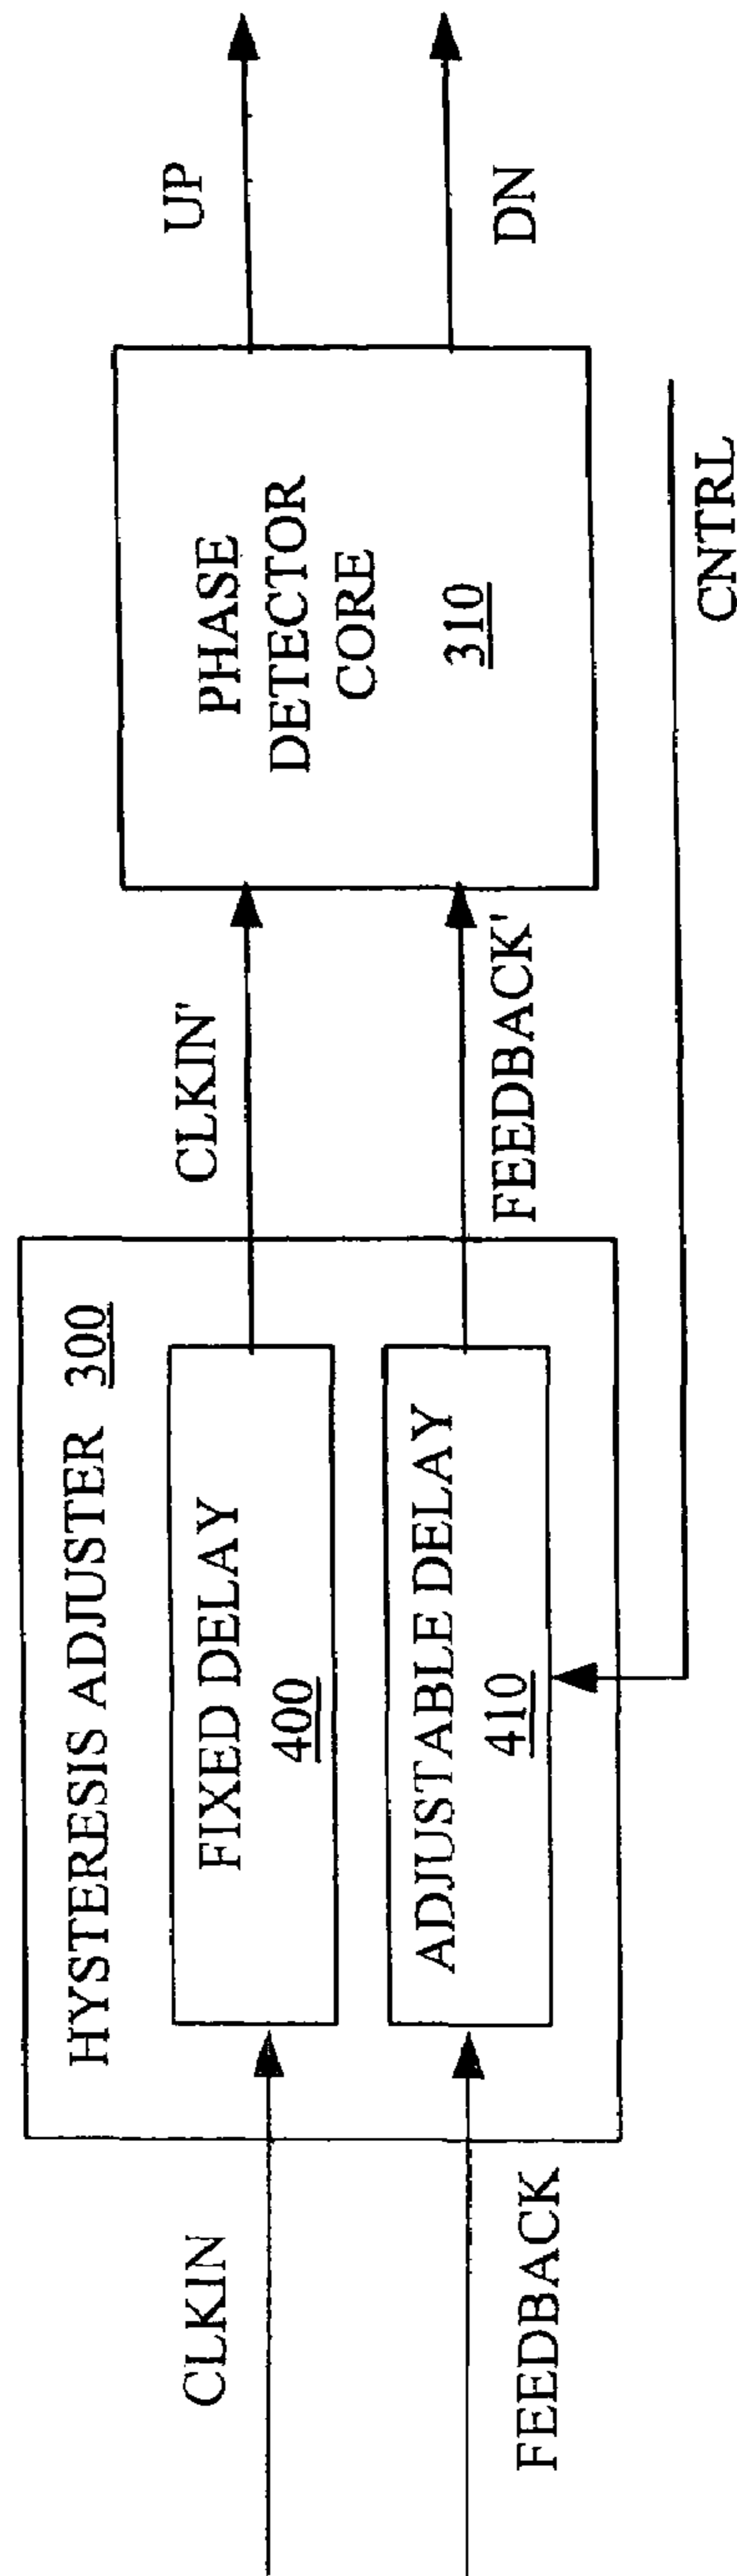 HYSTERESIS ADJUSTER 300
CLKIN
FIXED DELAY
400
CLKIN'
FEEDBACK
ADJUSTABLE DELAY
410
FEEDBACK'
PHASE
DETECTOR
CORE
310
UP
DN
CNTRL